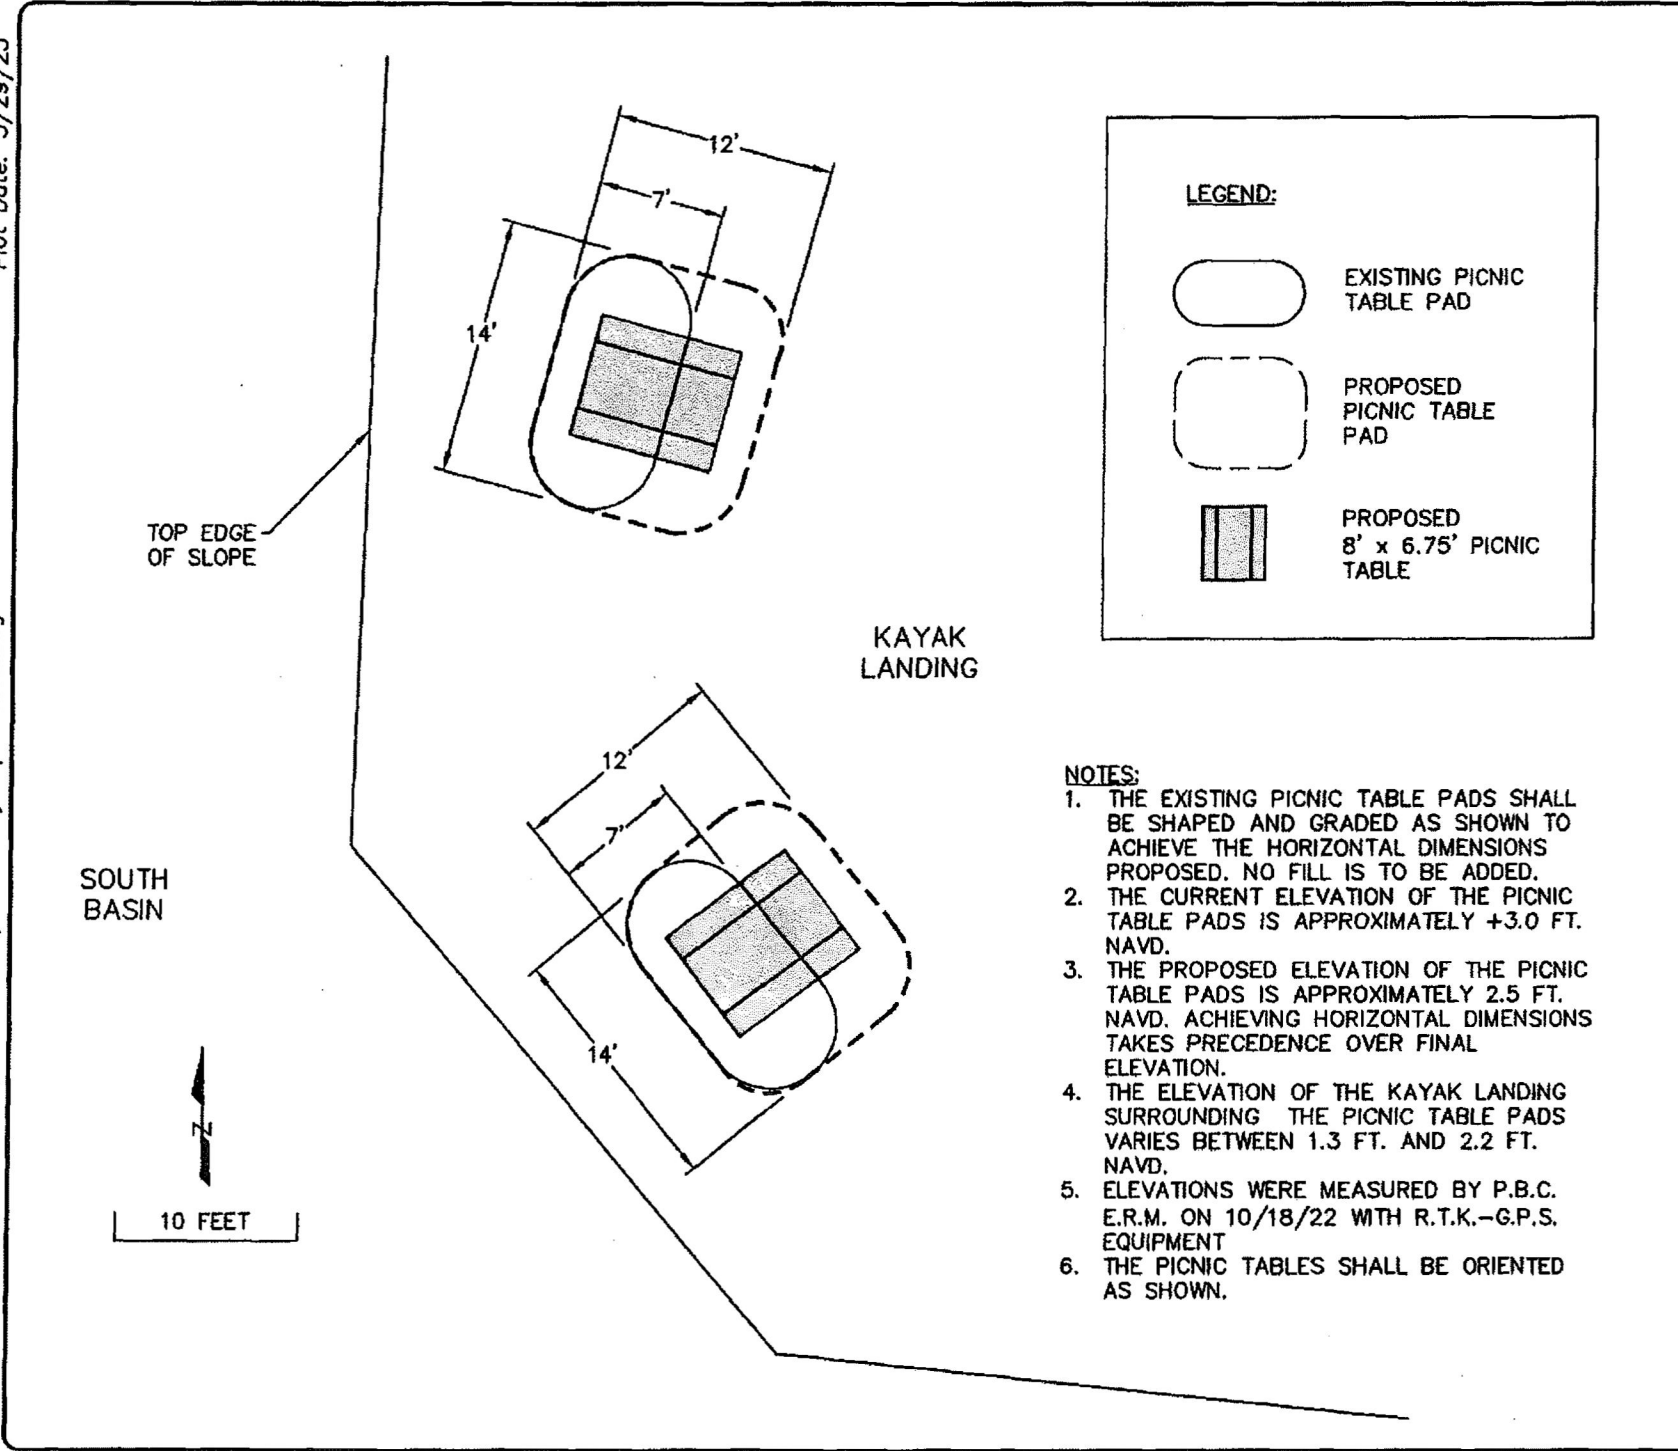 Plot Date: 5/29/23
12'
7'
14'
TOP EDGE
OF SLOPE
KAYAK
LANDING
12'
7'
14'
SOUTH
BASIN
N
10 FEET
LEGEND:
EXISTING PICNIC
TABLE PAD
PROPOSED
PICNIC TABLE
PAD
PROPOSED
8' x 6.75' PICNIC
TABLE
NOTES:
1. THE EXISTING PICNIC TABLE PADS SHALL
BE SHAPED AND GRADED AS SHOWN TO
ACHIEVE THE HORIZONTAL DIMENSIONS
PROPOSED. NO FILL IS TO BE ADDED.
2. THE CURRENT ELEVATION OF THE PICNIC
TABLE PADS IS APPROXIMATELY +3.0 FT.
NAVD.
3. THE PROPOSED ELEVATION OF THE PICNIC
TABLE PADS IS APPROXIMATELY 2.5 FT.
NAVD. ACHIEVING HORIZONTAL DIMENSIONS
TAKES PRECEDENCE OVER FINAL
ELEVATION.
4. THE ELEVATION OF THE KAYAK LANDING
SURROUNDING THE PICNIC TABLE PADS
VARIES BETWEEN 1.3 FT. AND 2.2 FT.
NAVD.
5. ELEVATIONS WERE MEASURED BY P.B.C.
E.R.M. ON 10/18/22 WITH R.T.K.-G.P.S.
EQUIPMENT
6. THE PICNIC TABLES SHALL BE ORIENTED
AS SHOWN.